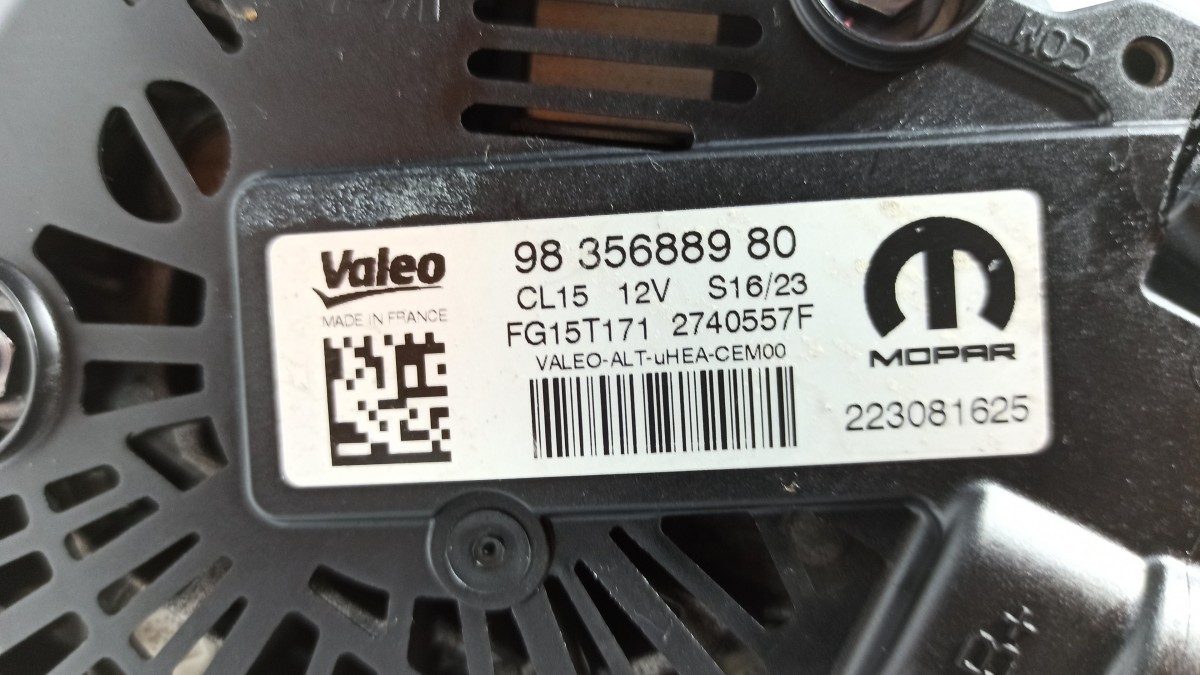 COM
Valeo
MADE IN FRANCE
98 356889 80
CL15 12V S16/23
FG15T171 2740557F
VALEO-ALT-uHEA-CEM00
MOPAR
223081625
B+